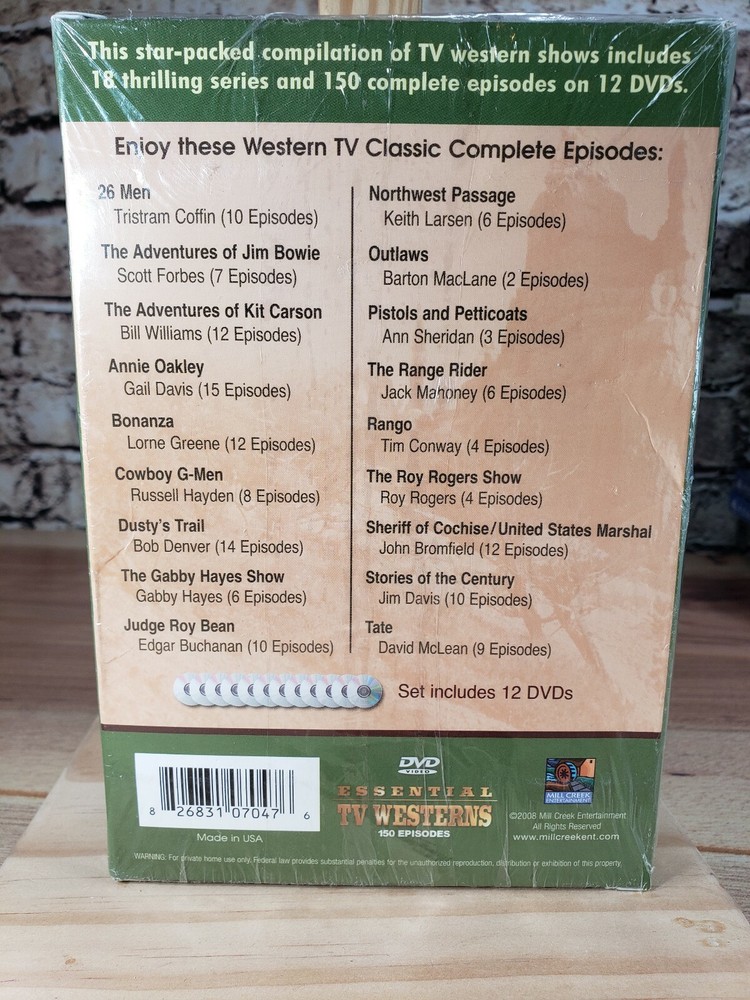 This star-packed compilation of TV western shows includes
18 thrilling series and 150 complete episodes on 12 DVDs.
Enjoy these Western TV Classic Complete Episodes:
26 Men
Tristram Coffin (10 Episodes)
The Adventures of Jim Bowie
Scott Forbes (7 Episodes)
The Adventures of Kit Carson
Bill Williams (12 Episodes)
Annie Oakley
Gail Davis (15 Episodes)
Bonanza
Lorne Greene (12 Episodes)
Cowboy G-Men
Russell Hayden (8 Episodes)
Dusty's Trail
Bob Denver (14 Episodes)
The Gabby Hayes Show
Gabby Hayes (6 Episodes)
Judge Roy Bean
Edgar Buchanan (10 Episodes)
Northwest Passage
Keith Larsen (6 Episodes)
Outlaws
Barton MacLane (2 Episodes)
Pistols and Petticoats
Ann Sheridan (3 Episodes)
The Range Rider
Jack Mahoney (6 Episodes)
Rango
Tim Conway (4 Episodes)
The Roy Rogers Show
Roy Rogers (4 Episodes)
Sheriff of Cochise/United States Marshal
John Bromfield (12 Episodes)
Stories of the Century
Jim Davis (10 Episodes)
Tate
David McLean (9 Episodes)
Set includes 12 DVDs
8 26831 07047 6
Made in USA
DVD
VIDEO
ESSENTIAL
TV WESTERNS
150 EPISODES
MILL CREEK
ENTERTAINMENT
©2008 Mill Creek Entertainment
All Rights Reserved
www.millcreekent.com
WARNING: For private home use only. Federal law provides substantial penalties for the unauthorized reproduction, distribution or exhibition of this property.